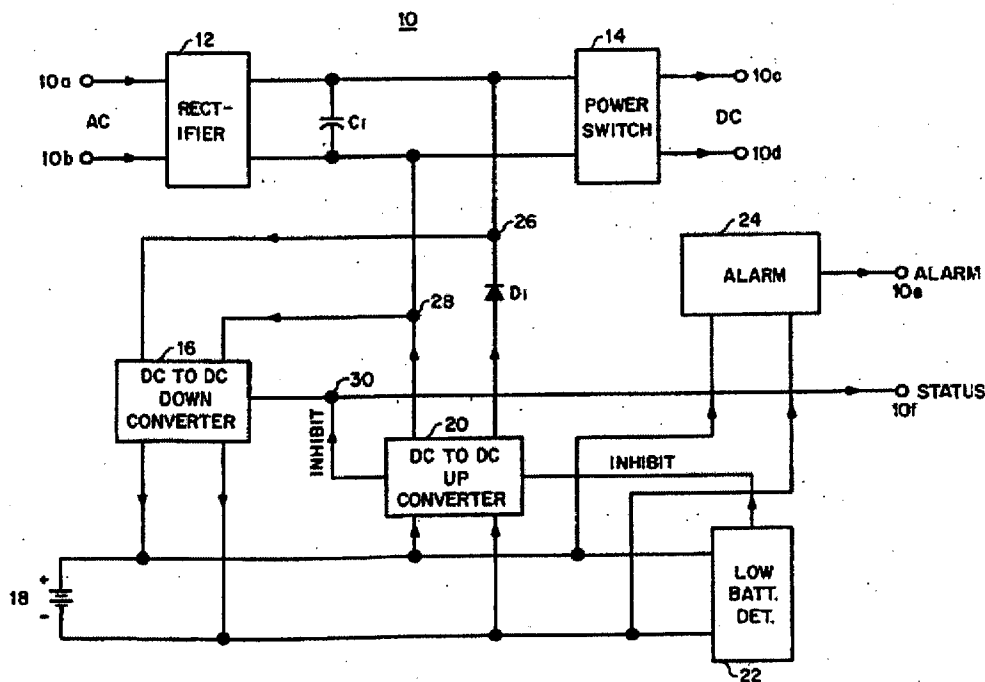 10
12
14
10a
AC
10b
RECT-
IFIER
C1
POWER
SWITCH
10c
DC
10d
26
24
ALARM
ALARM
10e
D1
28
16
DC TO DC
DOWN
CONVERTER
30
STATUS
10f
INHIBIT
20
DC TO DC
UP
CONVERTER
INHIBIT
18
+
-
LOW
BATT.
DET.
22